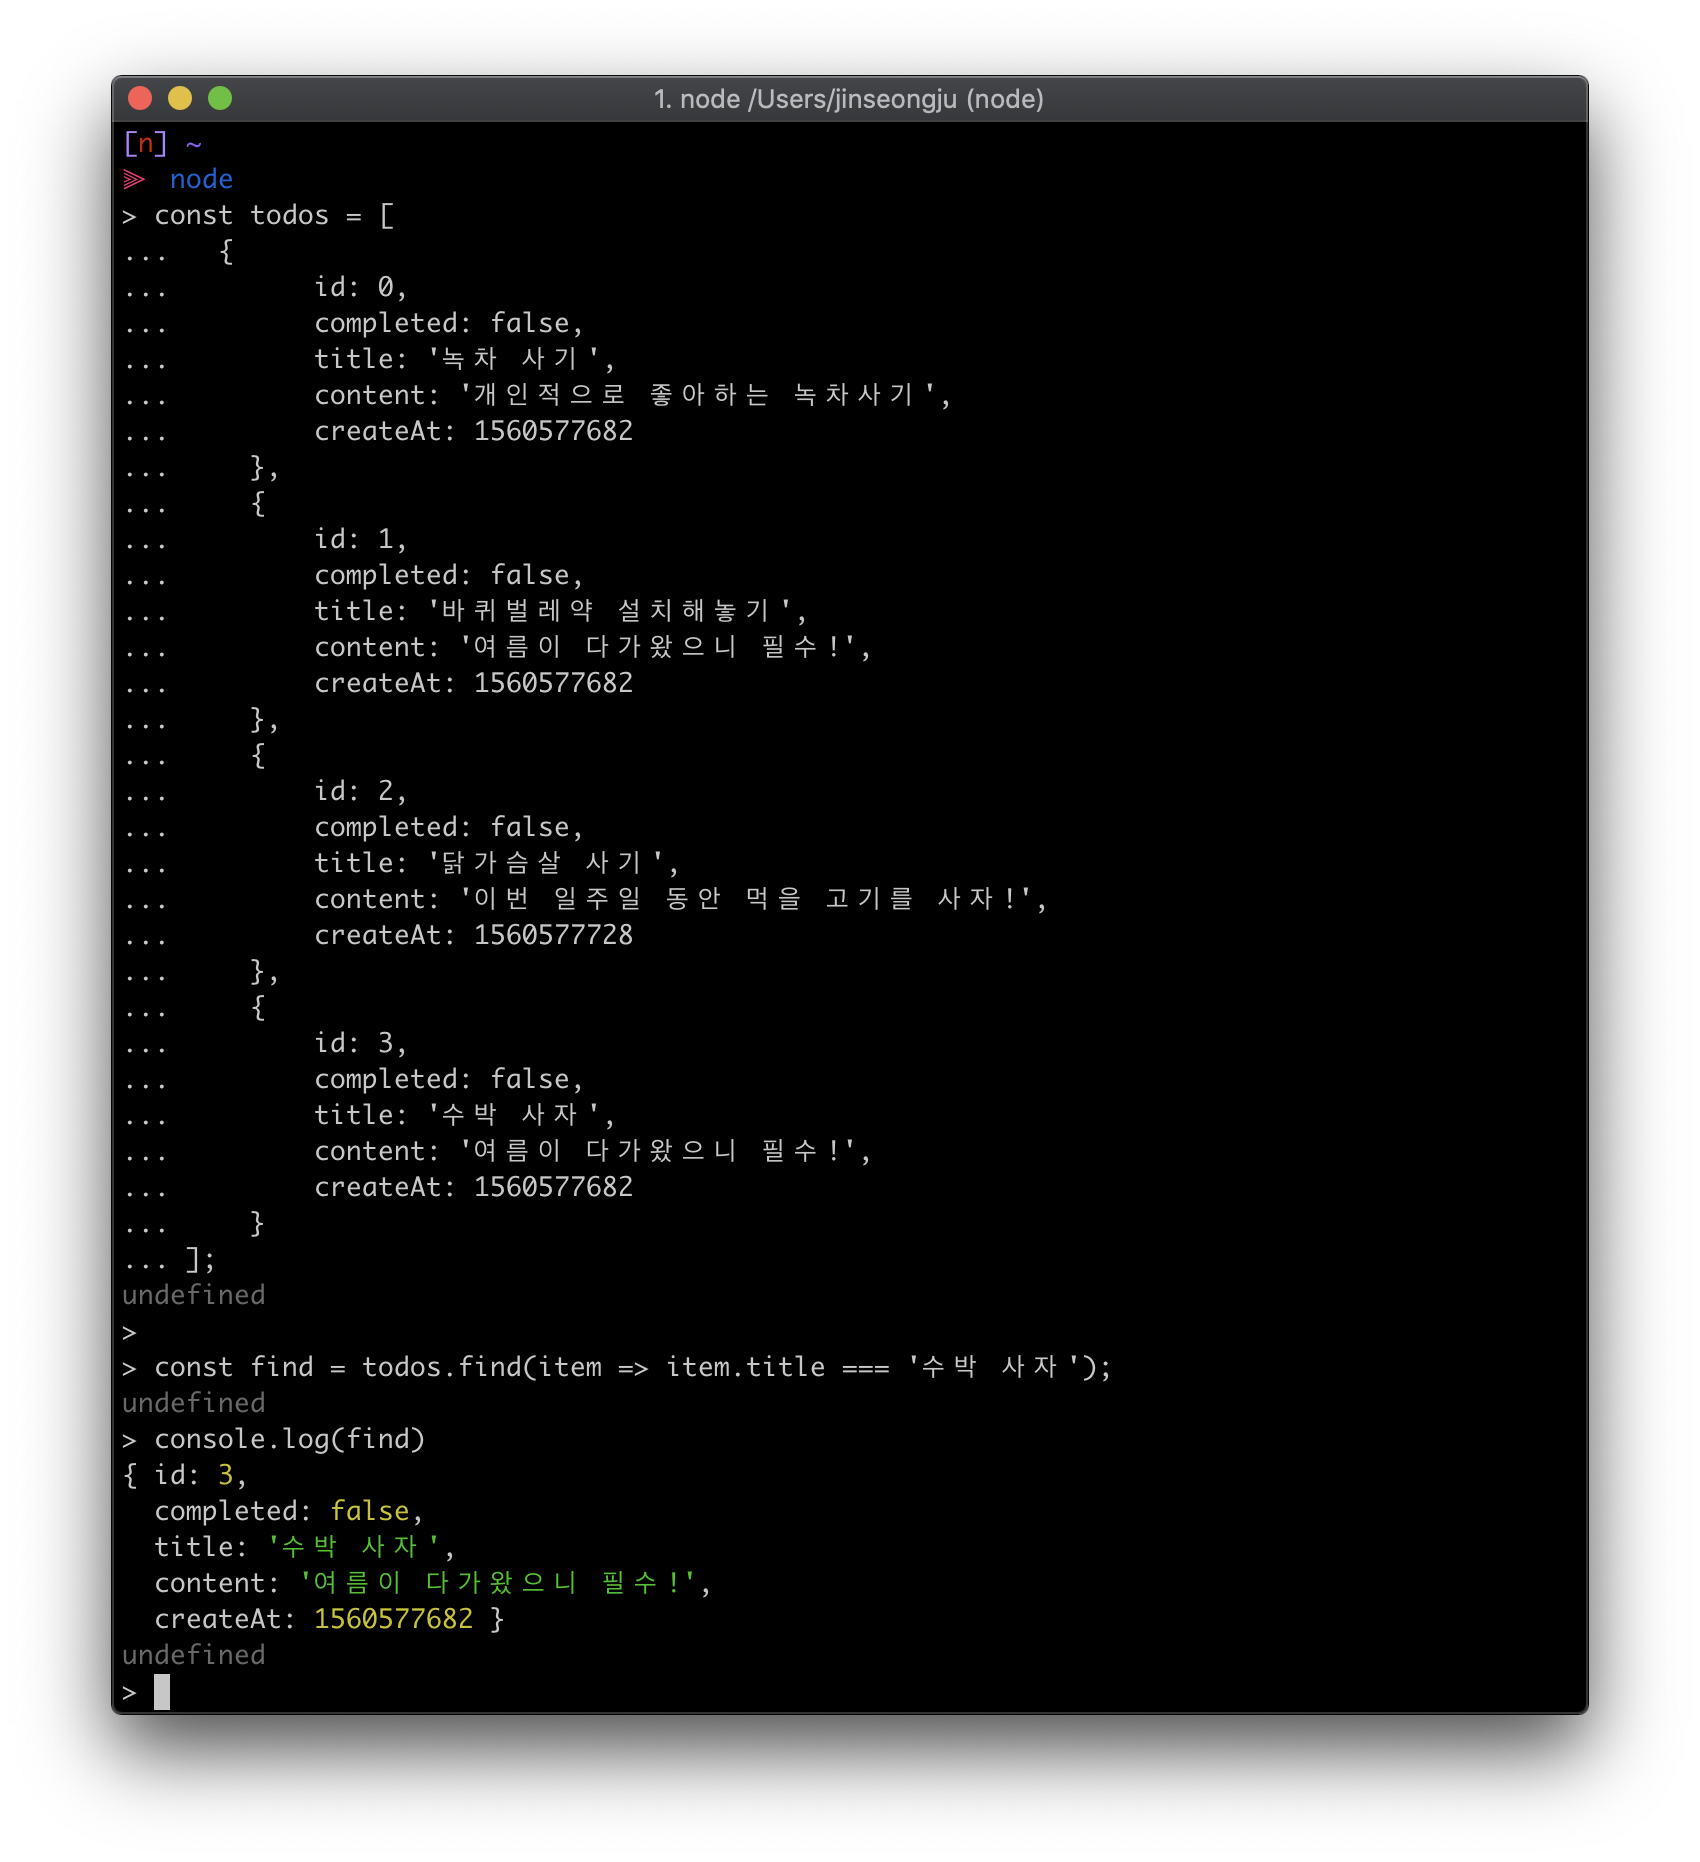 1. node /Users/jinseongju (node)
[n] ~
node
> const todos = [
...   {
...         id: 0,
...         completed: false,
...         title: '녹차 사기',
...         content: '개인적으로 좋아하는 녹차사기',
...         createAt: 1560577682
...     },
...     {
...         id: 1,
...         completed: false,
...         title: '바퀴벌레약 설치해놓기',
...         content: '여름이 다가왔으니 필수!',
...         createAt: 1560577682
...     },
...     {
...         id: 2,
...         completed: false,
...         title: '닭가슴살 사기',
...         content: '이번 일주일 동안 먹을 고기를 사자!',
...         createAt: 1560577728
...     },
...     {
...         id: 3,
...         completed: false,
...         title: '수박 사자',
...         content: '여름이 다가왔으니 필수!',
...         createAt: 1560577682
...     }
... ];
undefined
>
> const find = todos.find(item => item.title === '수박 사자');
undefined
> console.log(find)
{ id: 3,
  completed: false,
  title: '수박 사자',
  content: '여름이 다가왔으니 필수!',
  createAt: 1560577682 }
undefined
>